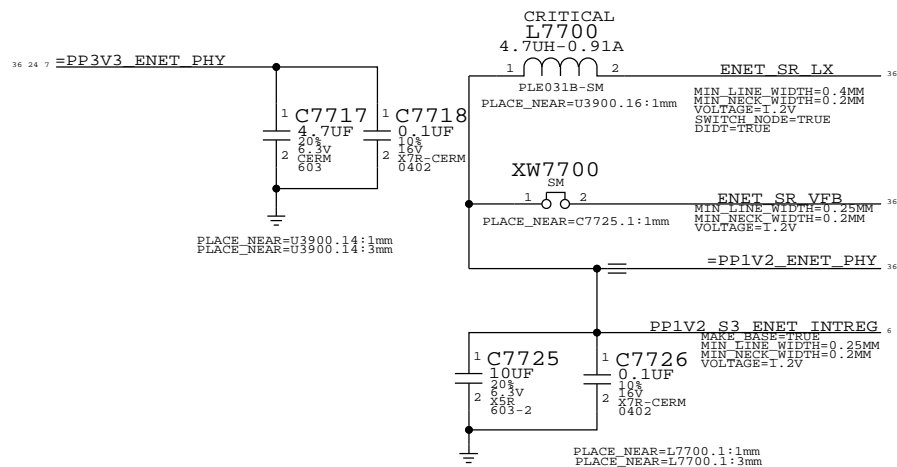 CRITICAL
L7700
4.7UH-0.91A
36 24 7 =PP3V3_ENET_PHY
1 2
ENET_SR_LX 36
PLE031B-SM
PLACE_NEAR=U3900.16:1mm
MIN_LINE_WIDTH=0.4MM
MIN_NECK_WIDTH=0.2MM
VOLTAGE=1.2V
SWITCH_NODE=TRUE
DIDT=TRUE
1 C7717
4.7UF
20%
6.3V
2 CERM
603
1 C7718
0.1UF
10%
16V
2 X7R-CERM
0402
PLACE_NEAR=U3900.14:1mm
PLACE_NEAR=U3900.14:3mm
XW7700
SM
1 2
ENET_SR_VFB 36
PLACE_NEAR=C7725.1:1mm
MIN_LINE_WIDTH=0.25MM
MIN_NECK_WIDTH=0.2MM
VOLTAGE=1.2V
=PP1V2_ENET_PHY 36
PP1V2_S3_ENET_INTREG 6
MAKE_BASE=TRUE
MIN_LINE_WIDTH=0.25MM
MIN_NECK_WIDTH=0.2MM
VOLTAGE=1.2V
1 C7725
10UF
20%
6.3V
2 X5R
603-2
1 C7726
0.1UF
10%
16V
2 X7R-CERM
0402
PLACE_NEAR=L7700.1:1mm
PLACE_NEAR=L7700.1:3mm